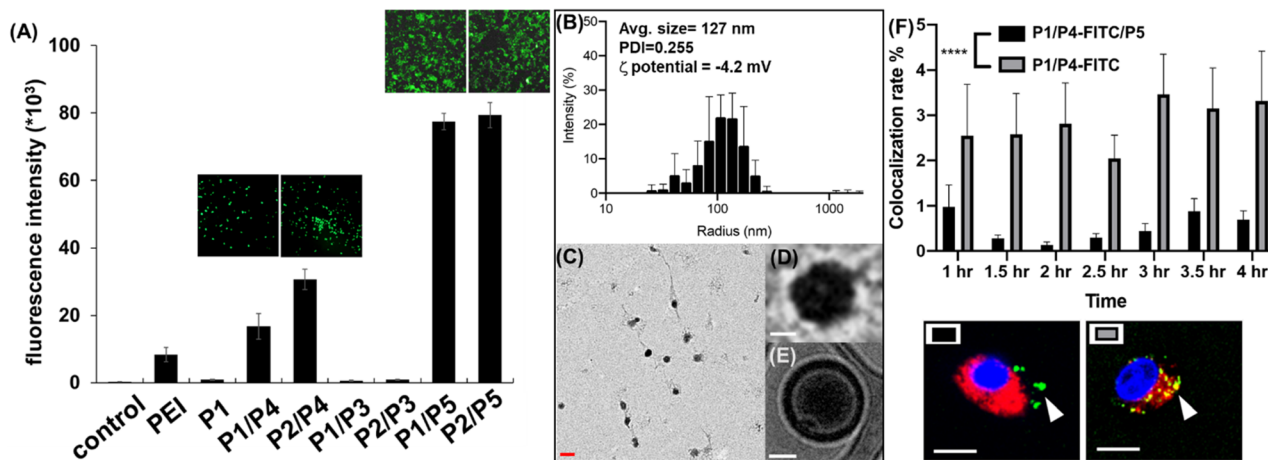 (A)
fluorescence intensity (*10³)
100
80
60
40
20
0
control
PEI
P1
P1/P4
P2/P4
P1/P3
P2/P3
P1/P5
P2/P5
(B)
Avg. size= 127 nm
PDI=0.255
ζ potential = -4.2 mV
Intensity (%)
50
40
30
20
10
0
10
100
1000
Radius (nm)
(C)
(D)
(E)
(F)
Colocalization rate %
5
4
3
2
1
0
****
P1/P4-FITC/P5
P1/P4-FITC
1 hr
1.5 hr
2 hr
2.5 hr
3 hr
3.5 hr
4 hr
Time